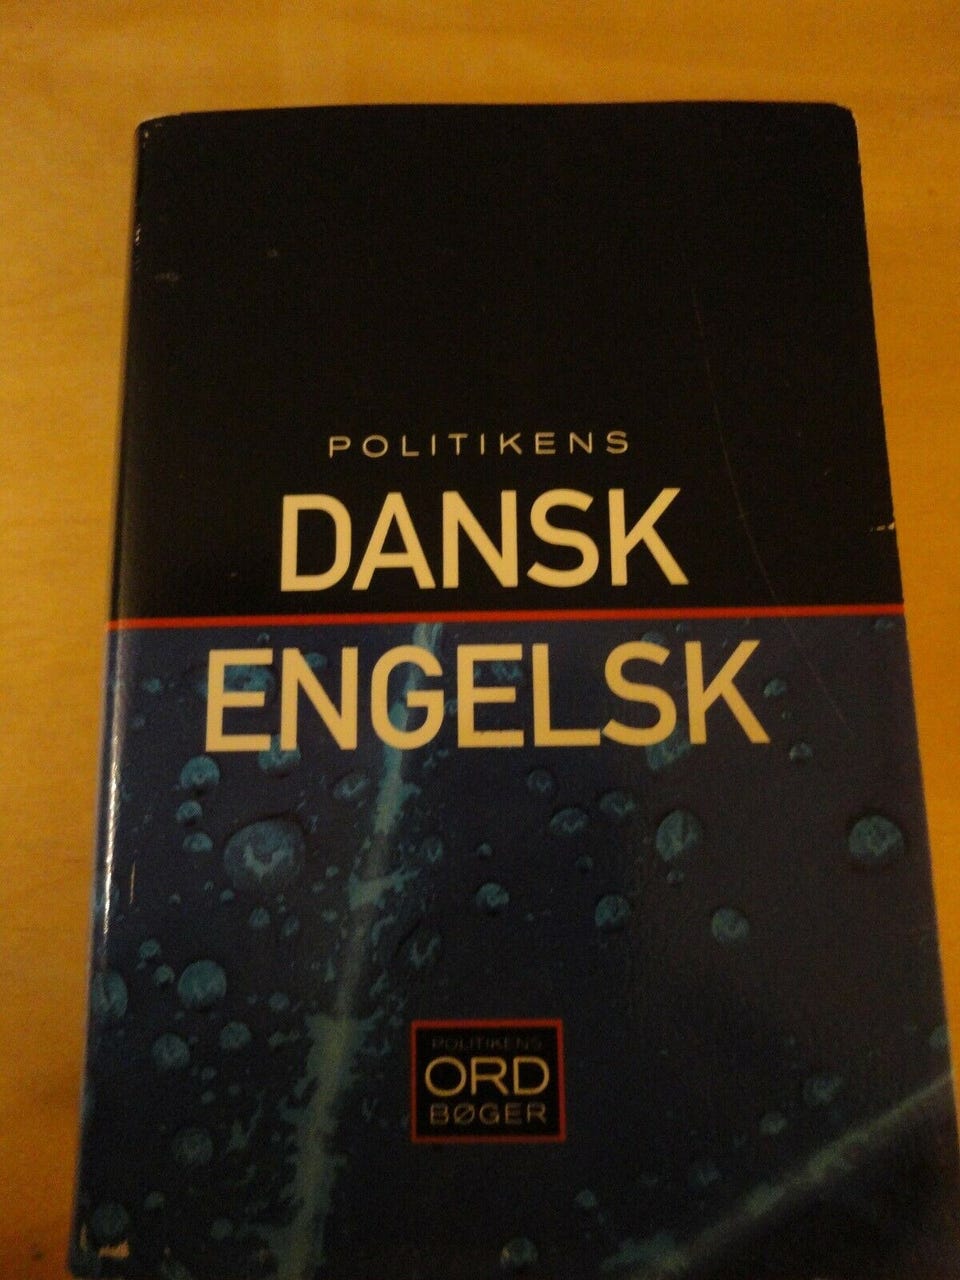 POLITIKENS
DANSK
ENGELSK
POLITIKENS
ORD
BØGER